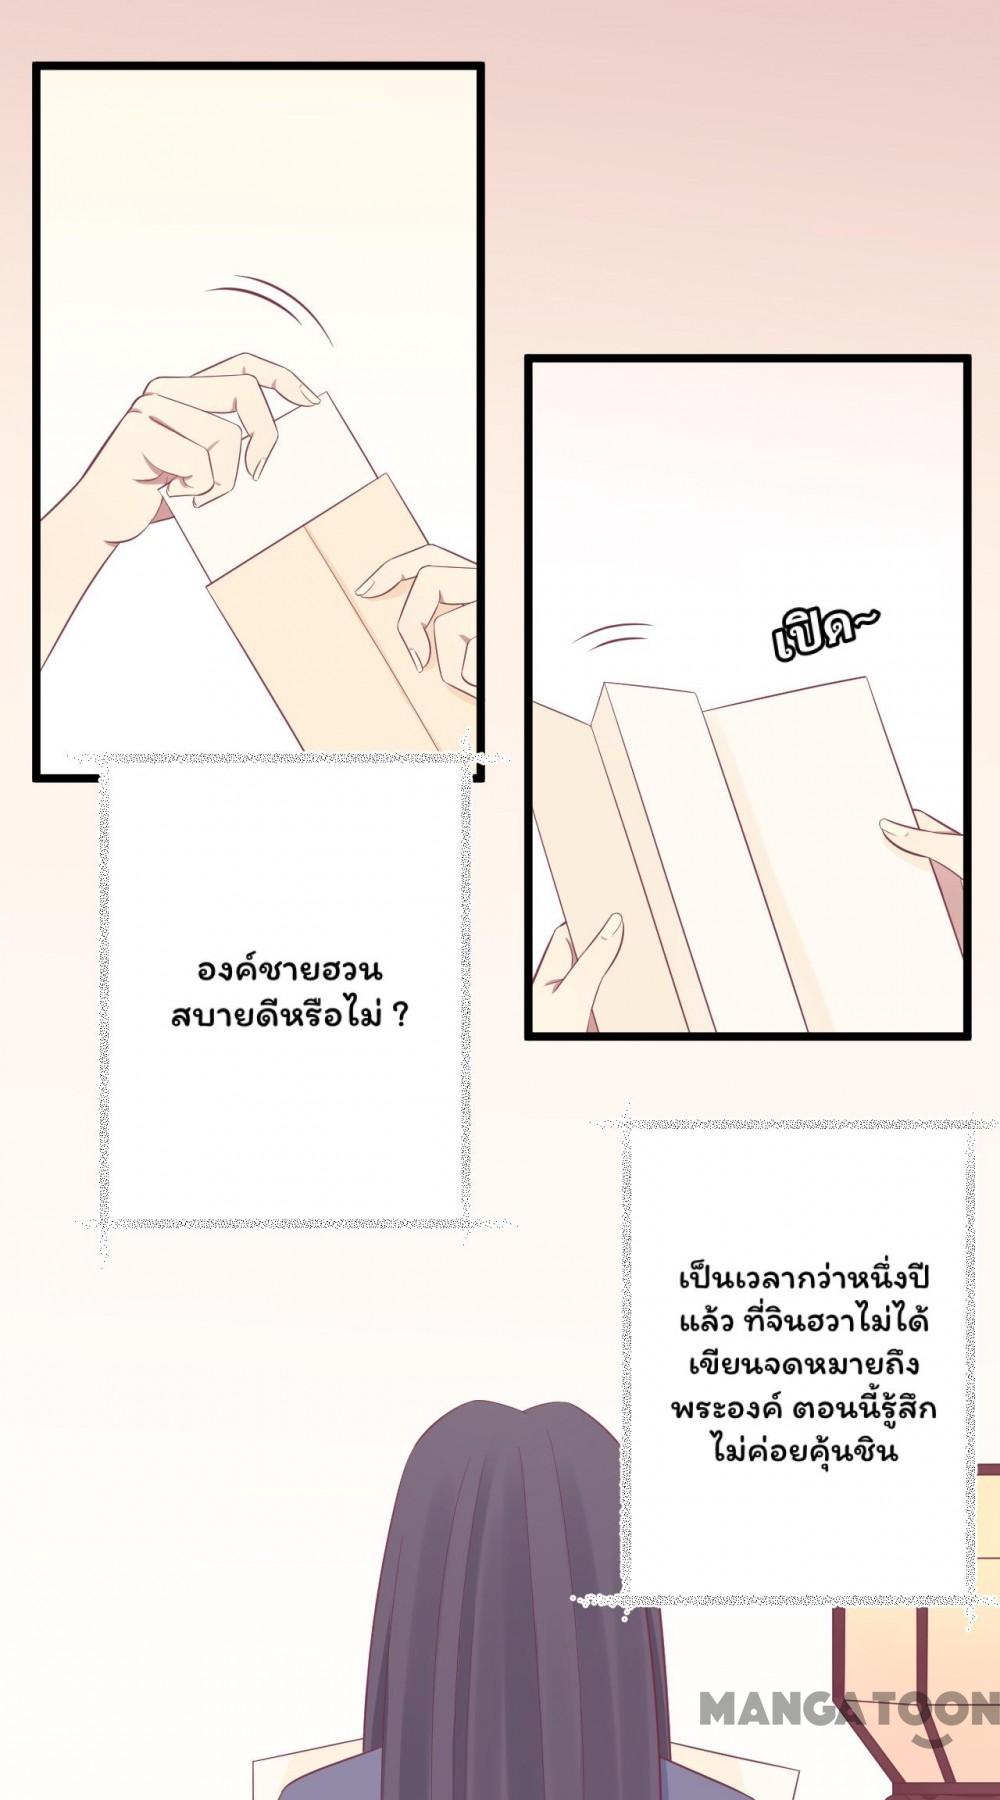 เปิด~
องค์ชายฮวน
สบายดีหรือไม่ ?
เป็นเวลากว่าหนึ่งปี
แล้ว ที่จินฮวาไม่ได้
เขียนจดหมายถึง
พระองค์ ตอนนี้รู้สึก
ไม่ค่อยคุ้นชิน
MANGATOON